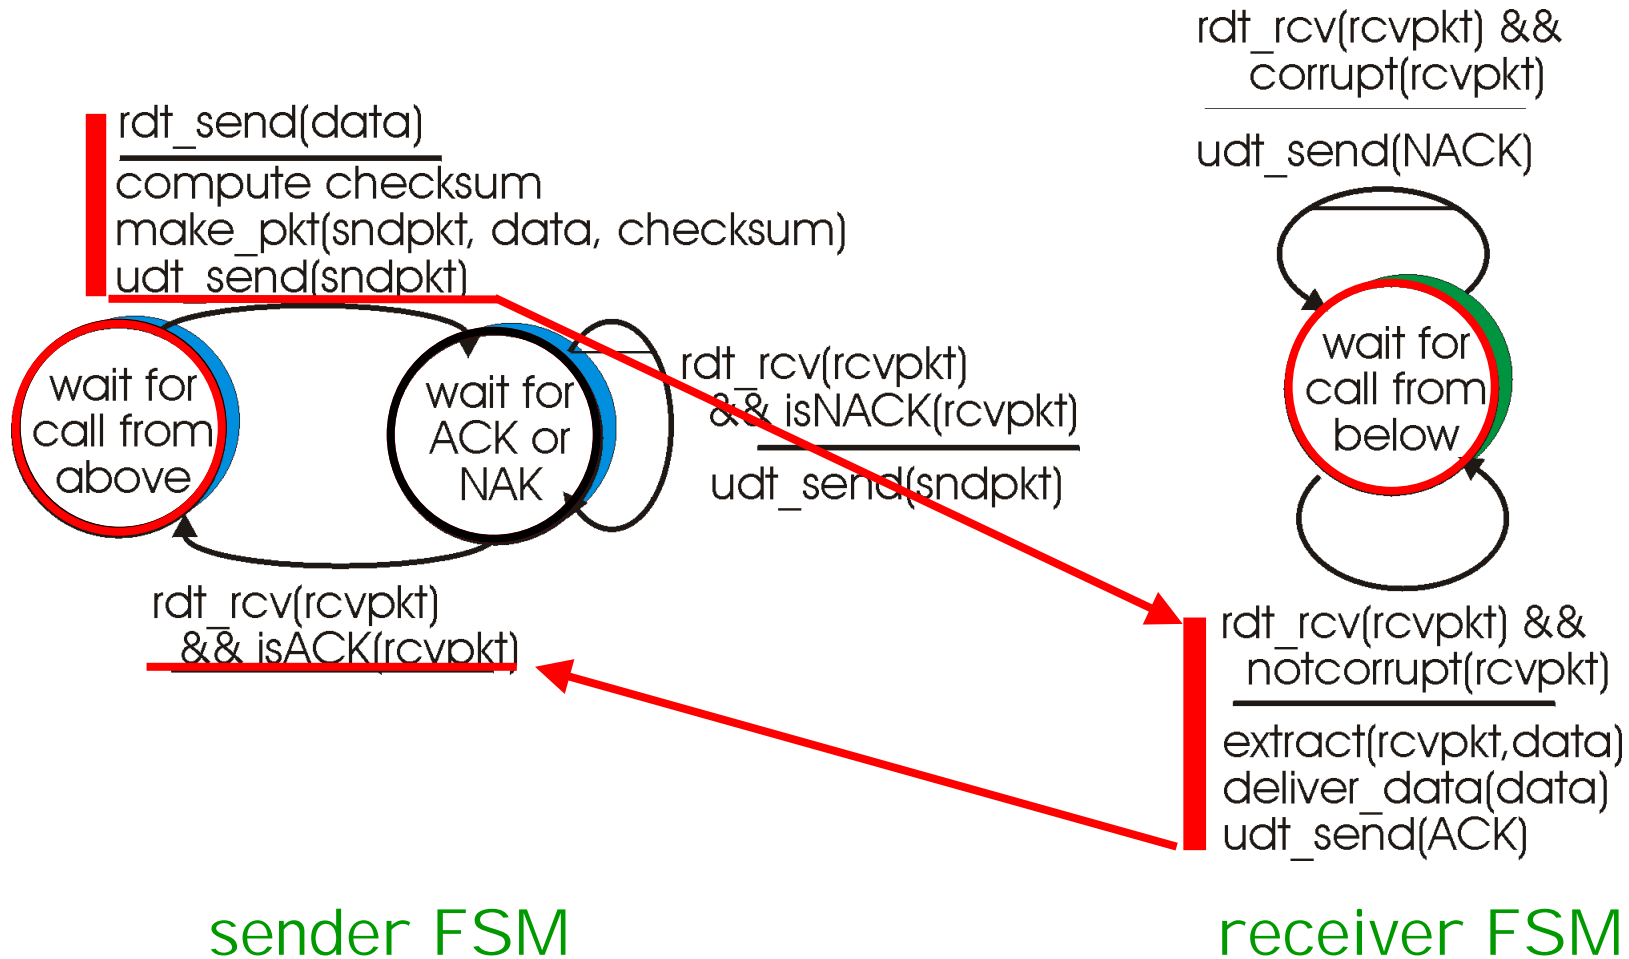 rdt_send(data)
compute checksum
make_pkt(sndpkt, data, checksum)
udt_send(sndpkt)
wait for
call from
above
wait for
ACK or
NAK
rdt_rcv(rcvpkt)
&& isNACK(rcvpkt)
udt_send(sndpkt)
rdt_rcv(rcvpkt)
&& isACK(rcvpkt)
sender FSM
rdt_rcv(rcvpkt) &&
corrupt(rcvpkt)
udt_send(NACK)
wait for
call from
below
rdt_rcv(rcvpkt) &&
notcorrupt(rcvpkt)
extract(rcvpkt,data)
deliver_data(data)
udt_send(ACK)
receiver FSM